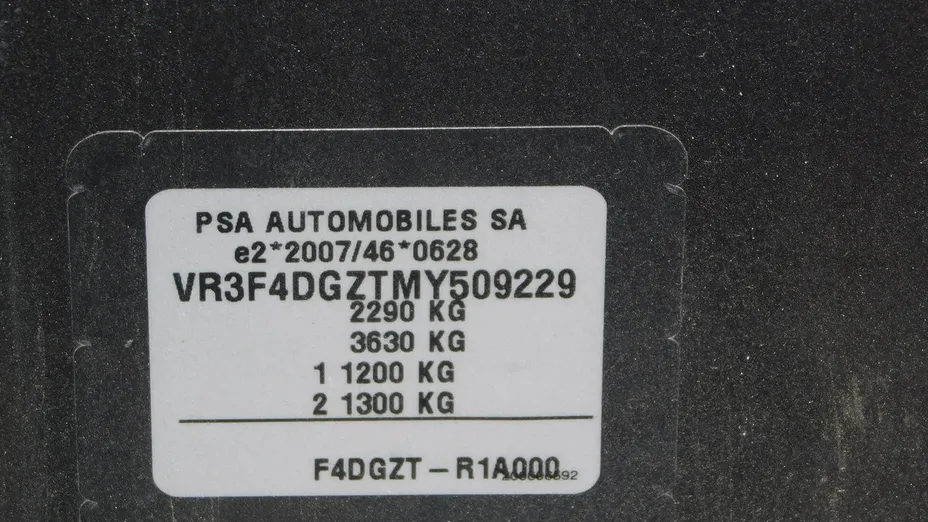 PSA AUTOMOBILES SA
e2*2007/46*0628
VR3F4DGZTMY509229
2290 KG
3630 KG
1 1200 KG
2 1300 KG
F4DGZT - R1A000